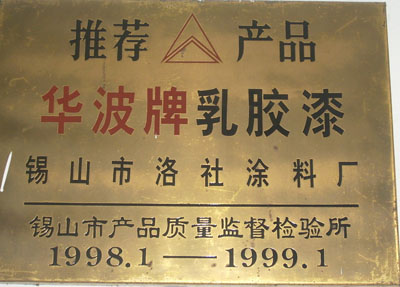 推荐 产品
华波牌乳胶漆
锡山市洛社涂料厂
锡山市产品质量监督检验所
1998.1—1999.1